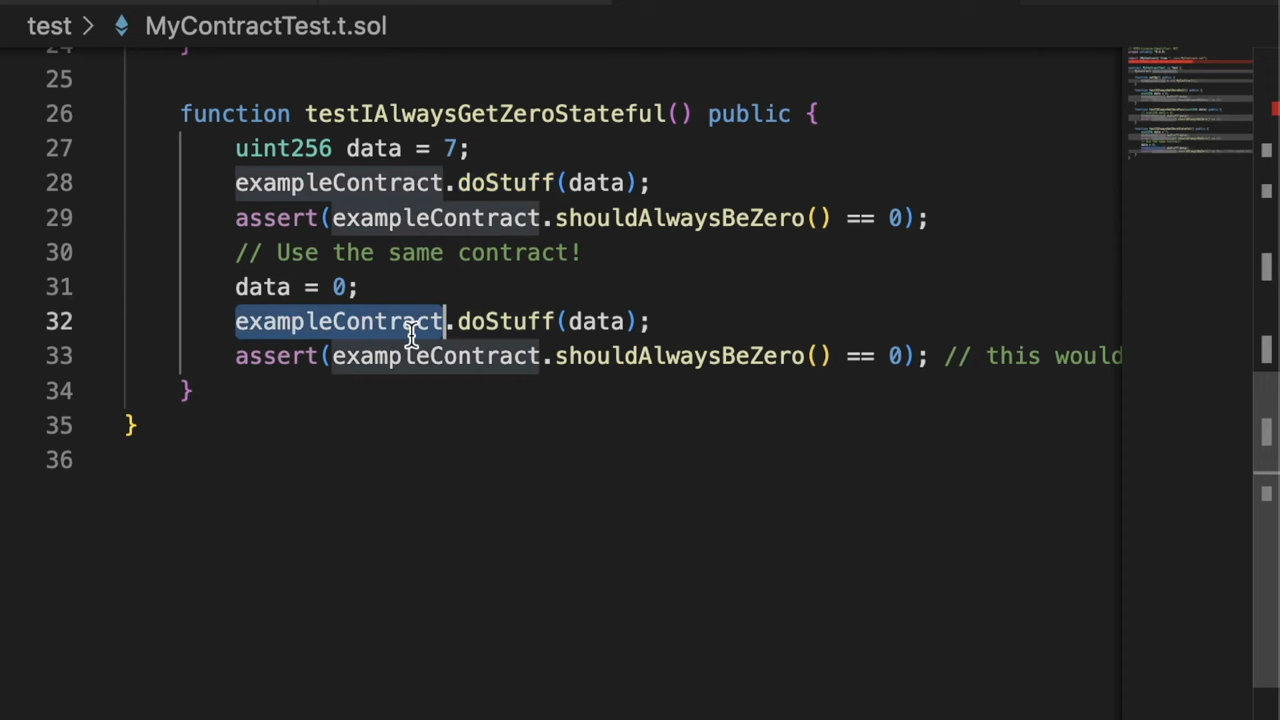 test > MyContractTest.t.sol
24 }
25
26 function testIAlwaysGetZeroStateful() public {
27 uint256 data = 7;
28 exampleContract.doStuff(data);
29 assert(exampleContract.shouldAlwaysBeZero() == 0);
30 // Use the same contract!
31 data = 0;
32 exampleContract.doStuff(data);
33 assert(exampleContract.shouldAlwaysBeZero() == 0); // this would
34 }
35 }
36